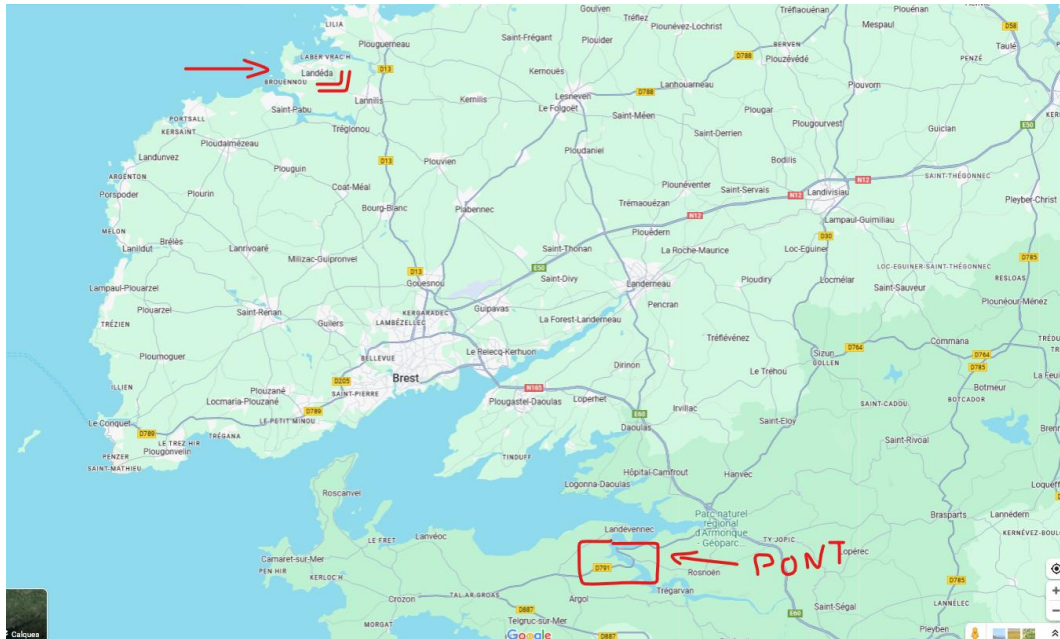 Goulven
Tréflaouénan
Plouénan
LILIA
Tréflez
Plounévez-Lochrist
Mespaul
D58
Plouguerneau
Saint-Frégant
Plouider
BERVEN
Taulé
L'ABER WRAC'H
D788
Plouzévédé
PENZÉ
Landéda
D13
Kernouës
BROUENNOU
Lanhouarneau
Plouvorn
Lannilis
Kernilis
Lesneven
D788
Saint-Pabu
Le Folgoët
Saint-Méen
Plougar
PORTSALL
Plougourvest
Guiclan
E50
KERSAINT
Tréglonou
Saint-Derrien
Ploudalmézeau
Ploudaniel
Landunvez
D13
Plouvien
Bodilis
ARGENTON
Plouguin
N12
SAINT-THÉGONNEC
Porspoder
Plourin
Coat-Méal
Plounéventer
Saint-Servais
N12
Landivisiau
Trémaouézan
Pleyber-Christ
Bourg-Blanc
Plabennec
N12
Lampaul-Guimiliau
MELON
Plouédern
D30
Lanildut
Brélès
Lanrivoaré
Saint-Thonan
La Roche-Maurice
Loc-Eguiner
Milizac-Guipronvel
E50
LOC-EGUINER-SAINT-THÉGONNEC
D785
D13
Gouesnou
Saint-Divy
Landerneau
Ploudiry
Locmélar
RESLOAS
Lampaul-Plouarzel
Saint-Sauveur
Pencran
Plounéour-Ménez
Plouarzel
Saint-Renan
KERGARADEC
Guipavas
TRÉZIEN
Guilers
LAMBÉZELLEC
La Forest-Landerneau
Tréflévénez
Commana
Ploumoguer
BELLEVUE
Le Relecq-Kerhuon
Sizun
D764
D764
GOLLEN
Dirinon
Le Tréhou
D785
Brest
ILLIEN
D205
N165
Botmeur
Plouzané
SAINT-PIERRE
Plougastel-Daoulas
Loperhet
SAINT-CADOU
BOTCADOR
Locmaria-Plouzané
Irvillac
D789
LE PETIT MINOU
E60
Saint-Eloy
Le Conquet
D789
TRÉGANA
Daoulas
LE TREZ HIR
Saint-Rivoal
PENZER
Plougonvelin
TINDUFF
SAINT-MATHIEU
Hôpital-Camfrout
Hanvec
Logonna-Daoulas
Roscanvel
Parc naturel
régional
d'Armorique
- Géoparc
Brasparts
Lannédern
Landévennec
LE FRET
Lanvéoc
TY JOPIC
Lopérec
PONT
Camaret-sur-Mer
D791
PEN HIR
KERLOC'H
Rosnoën
D785
Trégarvan
Crozon
TAL AR GROAS
Argol
LANNÉLEC
D887
Saint-Ségal
E60
MORGAT
Telgruc-sur-Mer
Pleyben
Calques
Google
D887